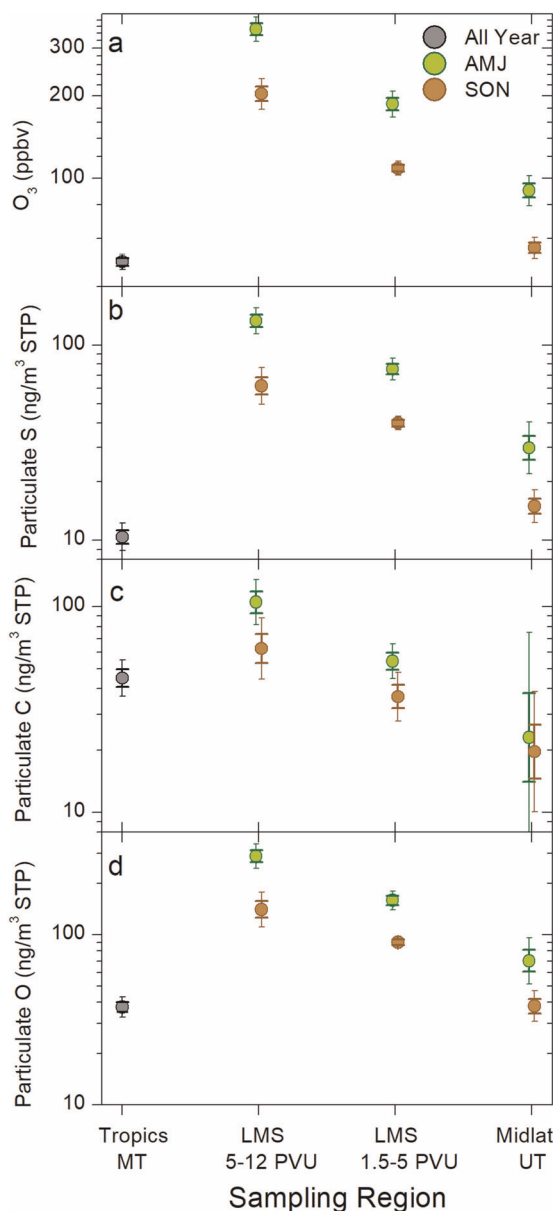 a
All Year
AMJ
SON
300
200
100
O3 (ppbv)
b
100
10
Particulate S (ng/m³ STP)
c
100
10
Particulate C (ng/m³ STP)
d
100
10
Particulate O (ng/m³ STP)
Tropics LMS LMS Midlat
MT 5-12 PVU 1.5-5 PVU UT
Sampling Region